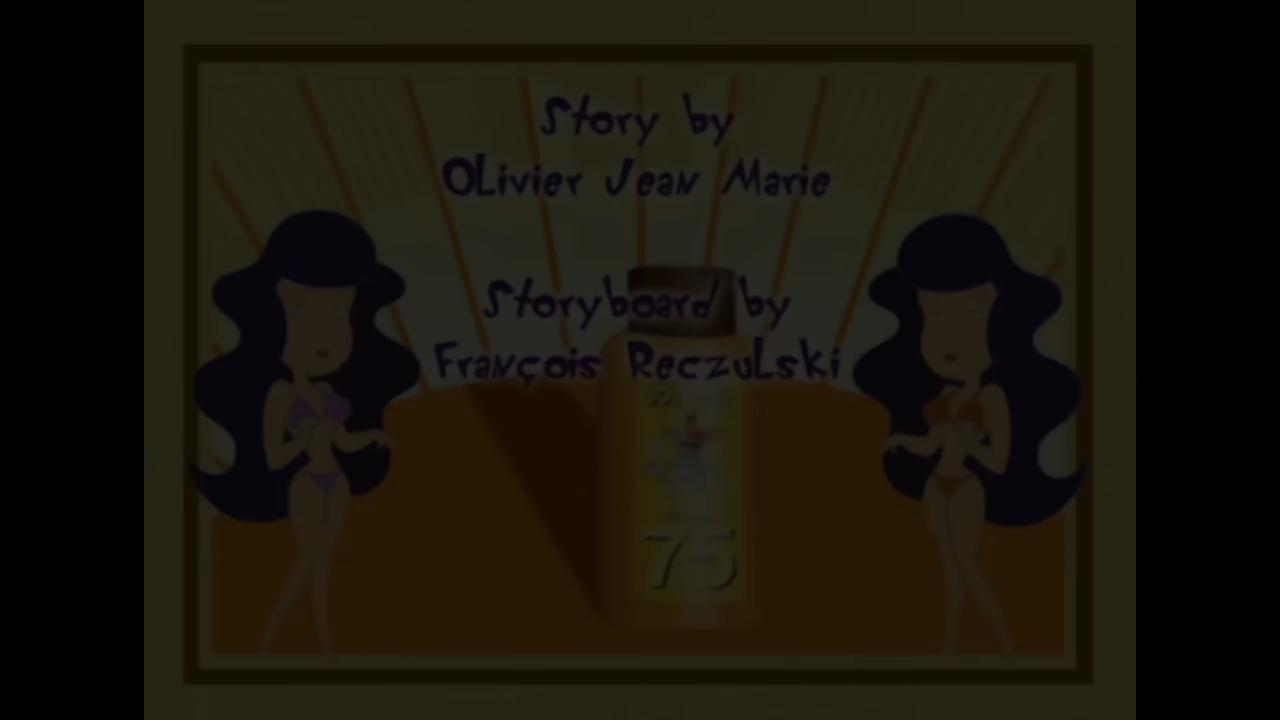 Story by
Olivier Jean Marie
Storyboard by
François Reczulski
75